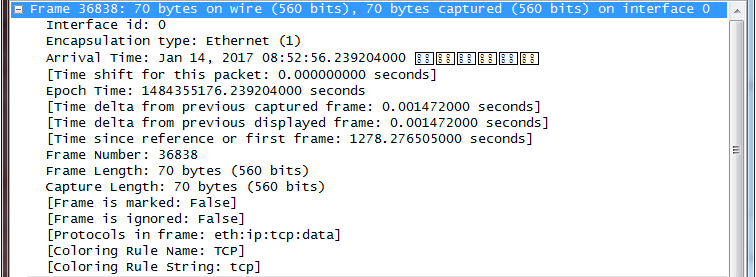 Frame 36838: 70 bytes on wire (560 bits), 70 bytes captured (560 bits) on interface 0
Interface id: 0
Encapsulation type: Ethernet (1)
Arrival Time: Jan 14, 2017 08:52:56.239204000
[Time shift for this packet: 0.000000000 seconds]
Epoch Time: 1484355176.239204000 seconds
[Time delta from previous captured frame: 0.001472000 seconds]
[Time delta from previous displayed frame: 0.001472000 seconds]
[Time since reference or first frame: 1278.276505000 seconds]
Frame Number: 36838
Frame Length: 70 bytes (560 bits)
Capture Length: 70 bytes (560 bits)
[Frame is marked: False]
[Frame is ignored: False]
[Protocols in frame: eth:ip:tcp:data]
[Coloring Rule Name: TCP]
[Coloring Rule String: tcp]